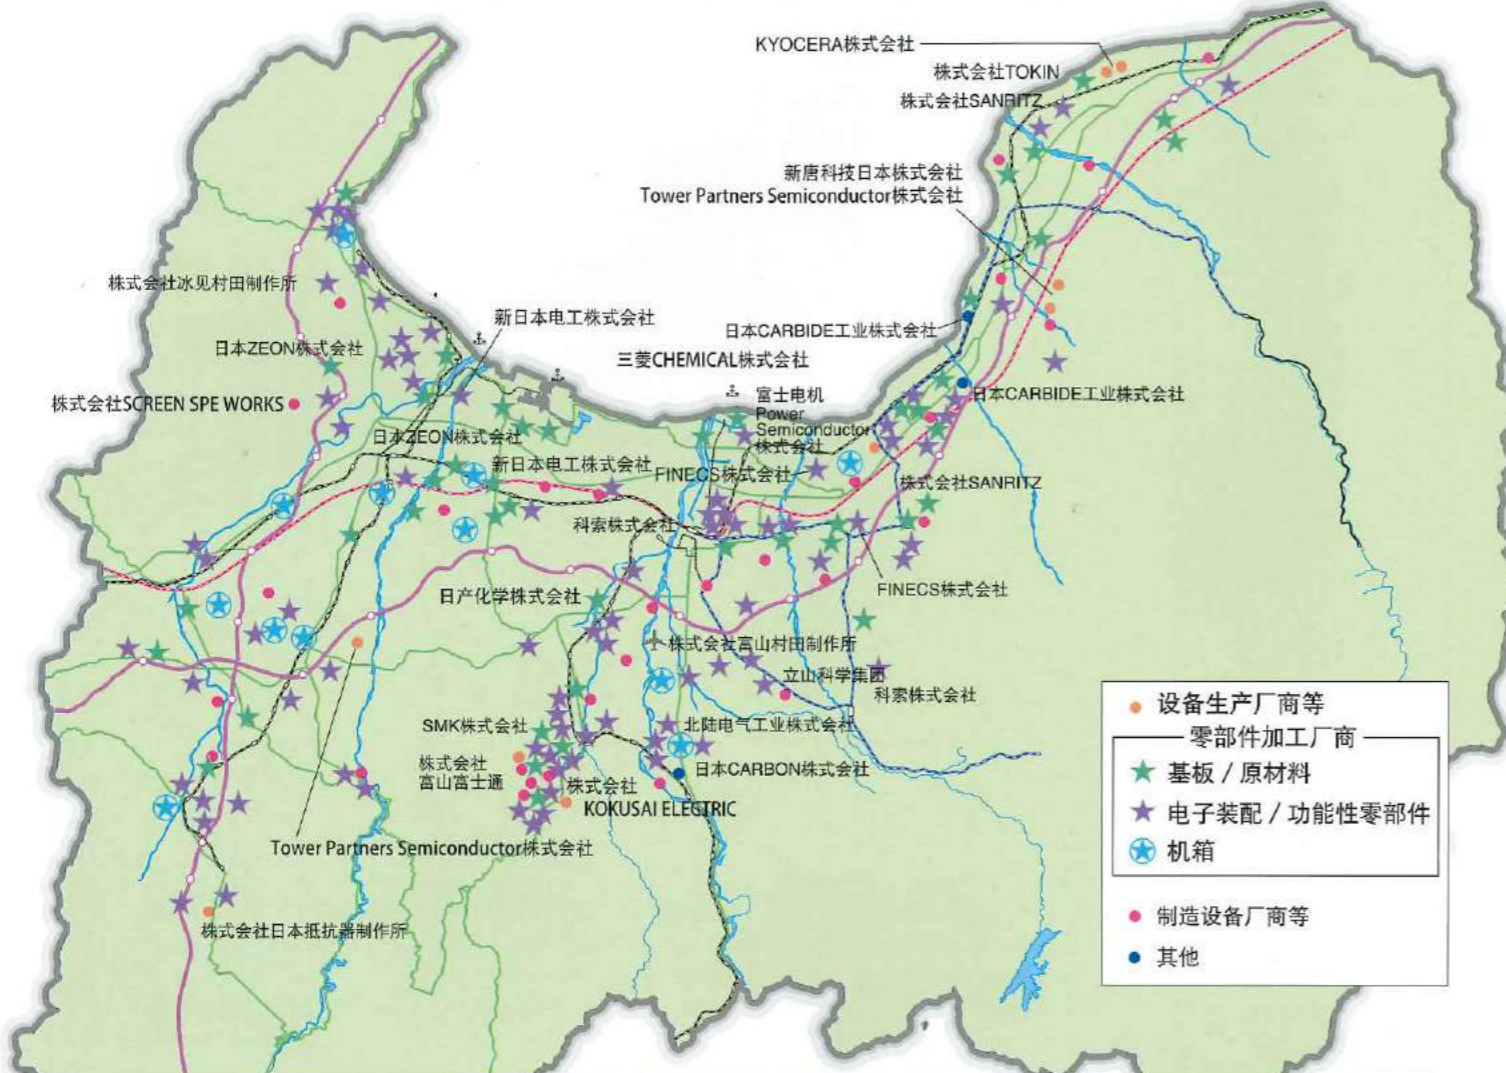 KYOCERA株式会社
株式会社TOKIN
株式会社SANRITZ
新唐科技日本株式会社
Tower Partners Semiconductor株式会社
株式会社冰见村田制作所
新日本电工株式会社
日本CARBIDE工业株式会社
日本ZEON株式会社
三菱CHEMICAL株式会社
株式会社SCREEN SPE WORKS
富士电机
Power
Semiconductor
株式会社
日本CARBIDE工业株式会社
日本ZEON株式会社
新日本电工株式会社
FINECS株式会社
株式会社SANRITZ
科索株式会社
日产化学株式会社
FINECS株式会社
株式会社富山村田制作所
立山科学集团
科索株式会社
SMK株式会社
北陆电气工业株式会社
株式会社
富山富士通
日本CARBON株式会社
株式会社
KOKUSAI ELECTRIC
Tower Partners Semiconductor株式会社
株式会社日本抵抗器制作所
设备生产厂商等
零部件加工厂商
基板 / 原材料
电子装配 / 功能性零部件
机箱
制造设备厂商等
其他